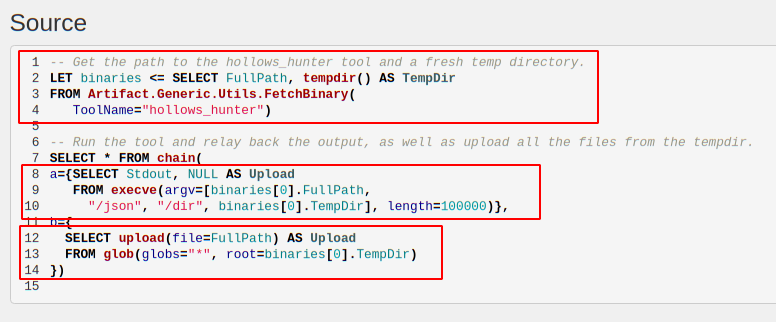 Source
1 -- Get the path to the hollows_hunter tool and a fresh temp directory.
2 LET binaries <= SELECT FullPath, tempdir() AS TempDir
3 FROM Artifact.Generic.Utils.FetchBinary(
4    ToolName="hollows_hunter")
5
6 -- Run the tool and relay back the output, as well as upload all the files from the tempdir.
7 SELECT * FROM chain(
8 a={SELECT Stdout, NULL AS Upload
9    FROM execve(argv=[binaries[0].FullPath,
10      "/json", "/dir", binaries[0].TempDir], length=100000)},
11 b={
12   SELECT upload(file=FullPath) AS Upload
13   FROM glob(globs="*", root=binaries[0].TempDir)
14 })
15